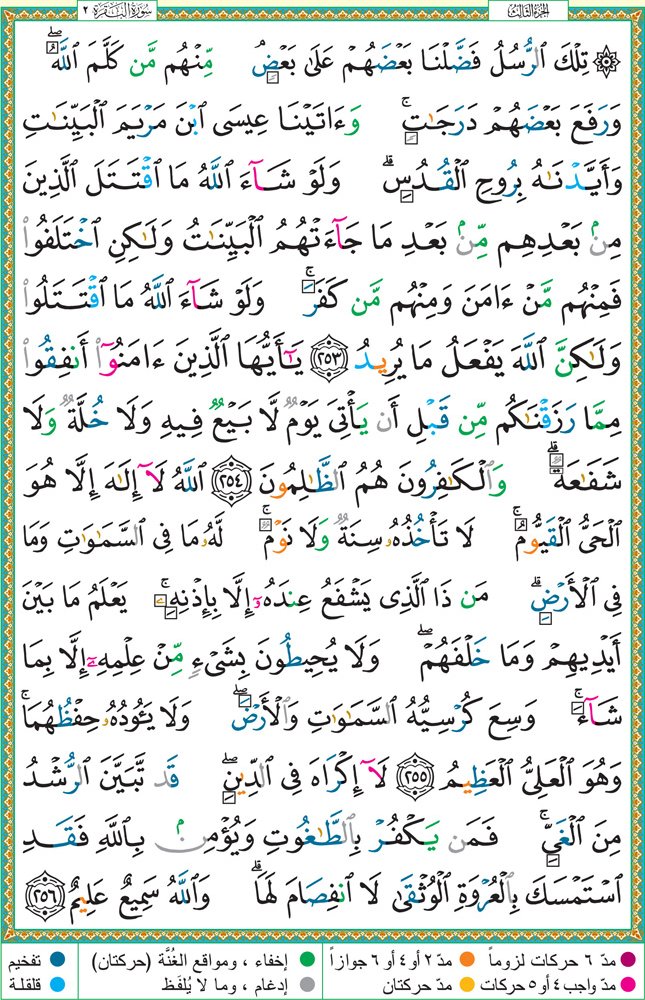 الجزء الثالث
سورة البقرة ٢
۞ تِلْكَ ٱلرُّسُلُ فَضَّلْنَا بَعْضَهُمْ عَلَىٰ بَعْضٍ مِّنْهُم مَّن كَلَّمَ ٱللَّهُ ۖ
وَرَفَعَ بَعْضَهُمْ دَرَجَٰتٍ ۚ وَءَاتَيْنَا عِيسَى ٱبْنَ مَرْيَمَ ٱلْبَيِّنَٰتِ
وَأَيَّدْنَٰهُ بِرُوحِ ٱلْقُدُسِ ۗ وَلَوْ شَآءَ ٱللَّهُ مَا ٱقْتَتَلَ ٱلَّذِينَ
مِنۢ بَعْدِهِم مِّنۢ بَعْدِ مَا جَآءَتْهُمُ ٱلْبَيِّنَٰتُ وَلَٰكِنِ ٱخْتَلَفُوا۟
فَمِنْهُم مَّنْ ءَامَنَ وَمِنْهُم مَّن كَفَرَ ۚ وَلَوْ شَآءَ ٱللَّهُ مَا ٱقْتَتَلُوا۟
وَلَٰكِنَّ ٱللَّهَ يَفْعَلُ مَا يُرِيدُ ٢٥٣ يَٰٓأَيُّهَا ٱلَّذِينَ ءَامَنُوٓا۟ أَنفِقُوا۟
مِمَّا رَزَقْنَٰكُم مِّن قَبْلِ أَن يَأْتِىَ يَوْمٌ لَّا بَيْعٌ فِيهِ وَلَا خُلَّةٌ وَلَا
شَفَٰعَةٌ ۗ وَٱلْكَٰفِرُونَ هُمُ ٱلظَّٰلِمُونَ ٢٥٤ ٱللَّهُ لَآ إِلَٰهَ إِلَّا هُوَ
ٱلْحَىُّ ٱلْقَيُّومُ ۚ لَا تَأْخُذُهُۥ سِنَةٌ وَلَا نَوْمٌ ۚ لَّهُۥ مَا فِى ٱلسَّمَٰوَٰتِ وَمَا
فِى ٱلْأَرْضِ ۗ مَن ذَا ٱلَّذِى يَشْفَعُ عِندَهُۥٓ إِلَّا بِإِذْنِهِۦ ۚ يَعْلَمُ مَا بَيْنَ
أَيْدِيهِمْ وَمَا خَلْفَهُمْ ۖ وَلَا يُحِيطُونَ بِشَىْءٍ مِّنْ عِلْمِهِۦٓ إِلَّا بِمَا
شَآءَ ۚ وَسِعَ كُرْسِيُّهُ ٱلسَّمَٰوَٰتِ وَٱلْأَرْضَ ۖ وَلَا يَـُٔودُهُۥ حِفْظُهُمَا ۚ
وَهُوَ ٱلْعَلِىُّ ٱلْعَظِيمُ ٢٥٥ لَآ إِكْرَاهَ فِى ٱلدِّينِ ۖ قَد تَّبَيَّنَ ٱلرُّشْدُ
مِنَ ٱلْغَىِّ ۚ فَمَن يَكْفُرْ بِٱلطَّٰغُوتِ وَيُؤْمِنۢ بِٱللَّهِ فَقَدِ
ٱسْتَمْسَكَ بِٱلْعُرْوَةِ ٱلْوُثْقَىٰ لَا ٱنفِصَامَ لَهَا ۗ وَٱللَّهُ سَمِيعٌ عَلِيمٌ ٢٥٦
مدّ ٦ حركات لزوماً مدّ ٢ أو ٤ أو ٦ جوازاً إخفاء ، ومواقع الغُنَّة (حركتان) تفخيم
مدّ واجب ٤ أو ٥ حركات مدّ حركتان إدغام ، وما لا يُلفَظ قلقلة